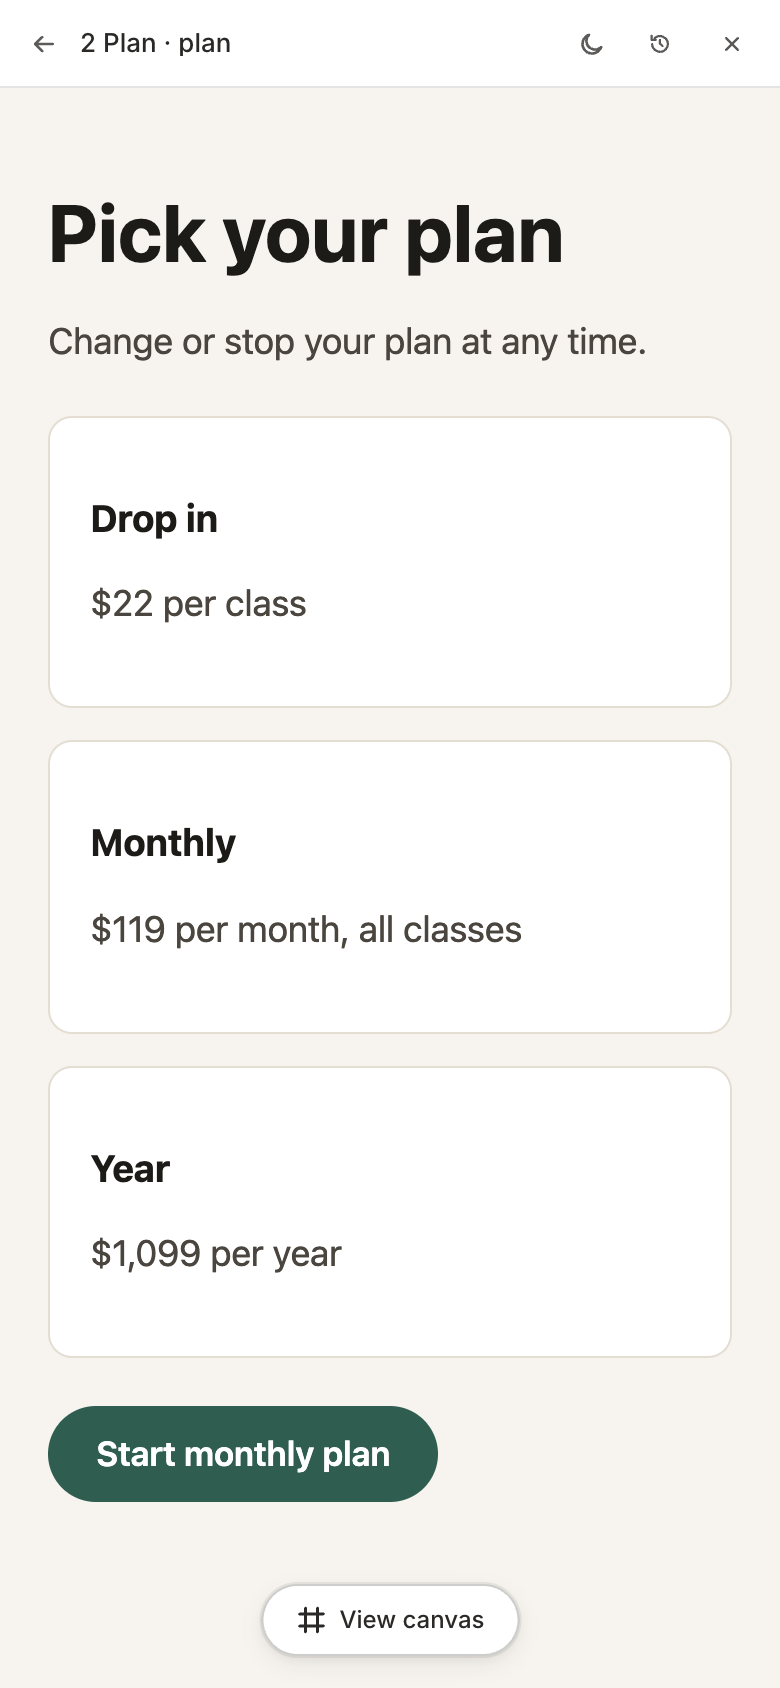 2 Plan · plan
Pick your plan
Change or stop your plan at any time.
Drop in
$22 per class
Monthly
$119 per month, all classes
Year
$1,099 per year
Start monthly plan
View canvas